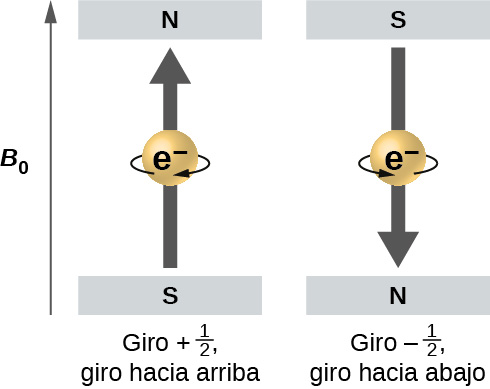 N
S
B₀
e⁻
e⁻
S
N
Giro + 1/2,
giro hacia arriba
Giro – 1/2,
giro hacia abajo